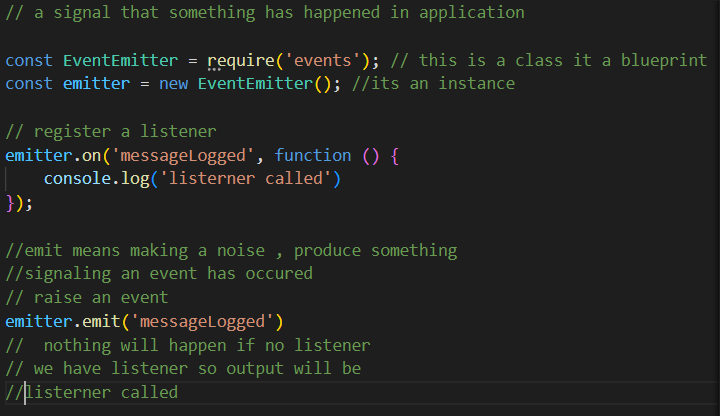 // a signal that something has happened in application
const EventEmitter = require('events'); // this is a class it a blueprint
const emitter = new EventEmitter(); //its an instance
// register a listener
emitter.on('messageLogged', function () {
    console.log('listerner called')
});
//emit means making a noise , produce something
//signaling an event has occured
// raise an event
emitter.emit('messageLogged')
//  nothing will happen if no listener
// we have listener so output will be
//listerner called